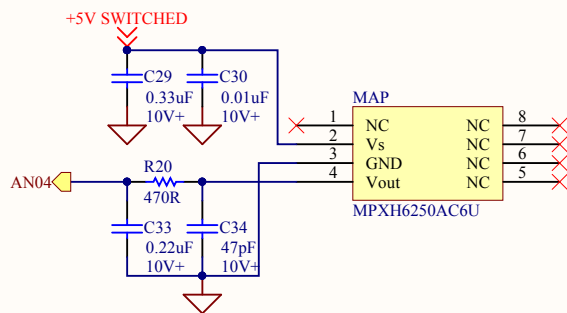 +5V SWITCHED
C29
0.33uF
10V+
C30
0.01uF
10V+
MAP
1 NC NC 8
2 Vs NC 7
3 GND NC 6
4 Vout NC 5
MPXH6250AC6U
AN04
R20
470R
C33
0.22uF
10V+
C34
47pF
10V+